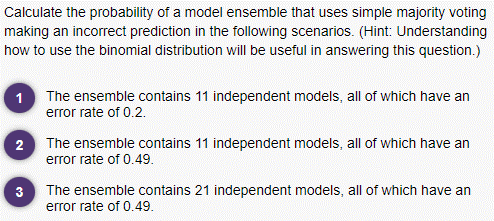 Calculate the probability of a model ensemble that uses simple majority voting
making an incorrect prediction in the following scenarios. (Hint: Understanding
how to use the binomial distribution will be useful in answering this question.)
1 The ensemble contains 11 independent models, all of which have an
error rate of 0.2.
2 The ensemble contains 11 independent models, all of which have an
error rate of 0.49.
3 The ensemble contains 21 independent models, all of which have an
error rate of 0.49.